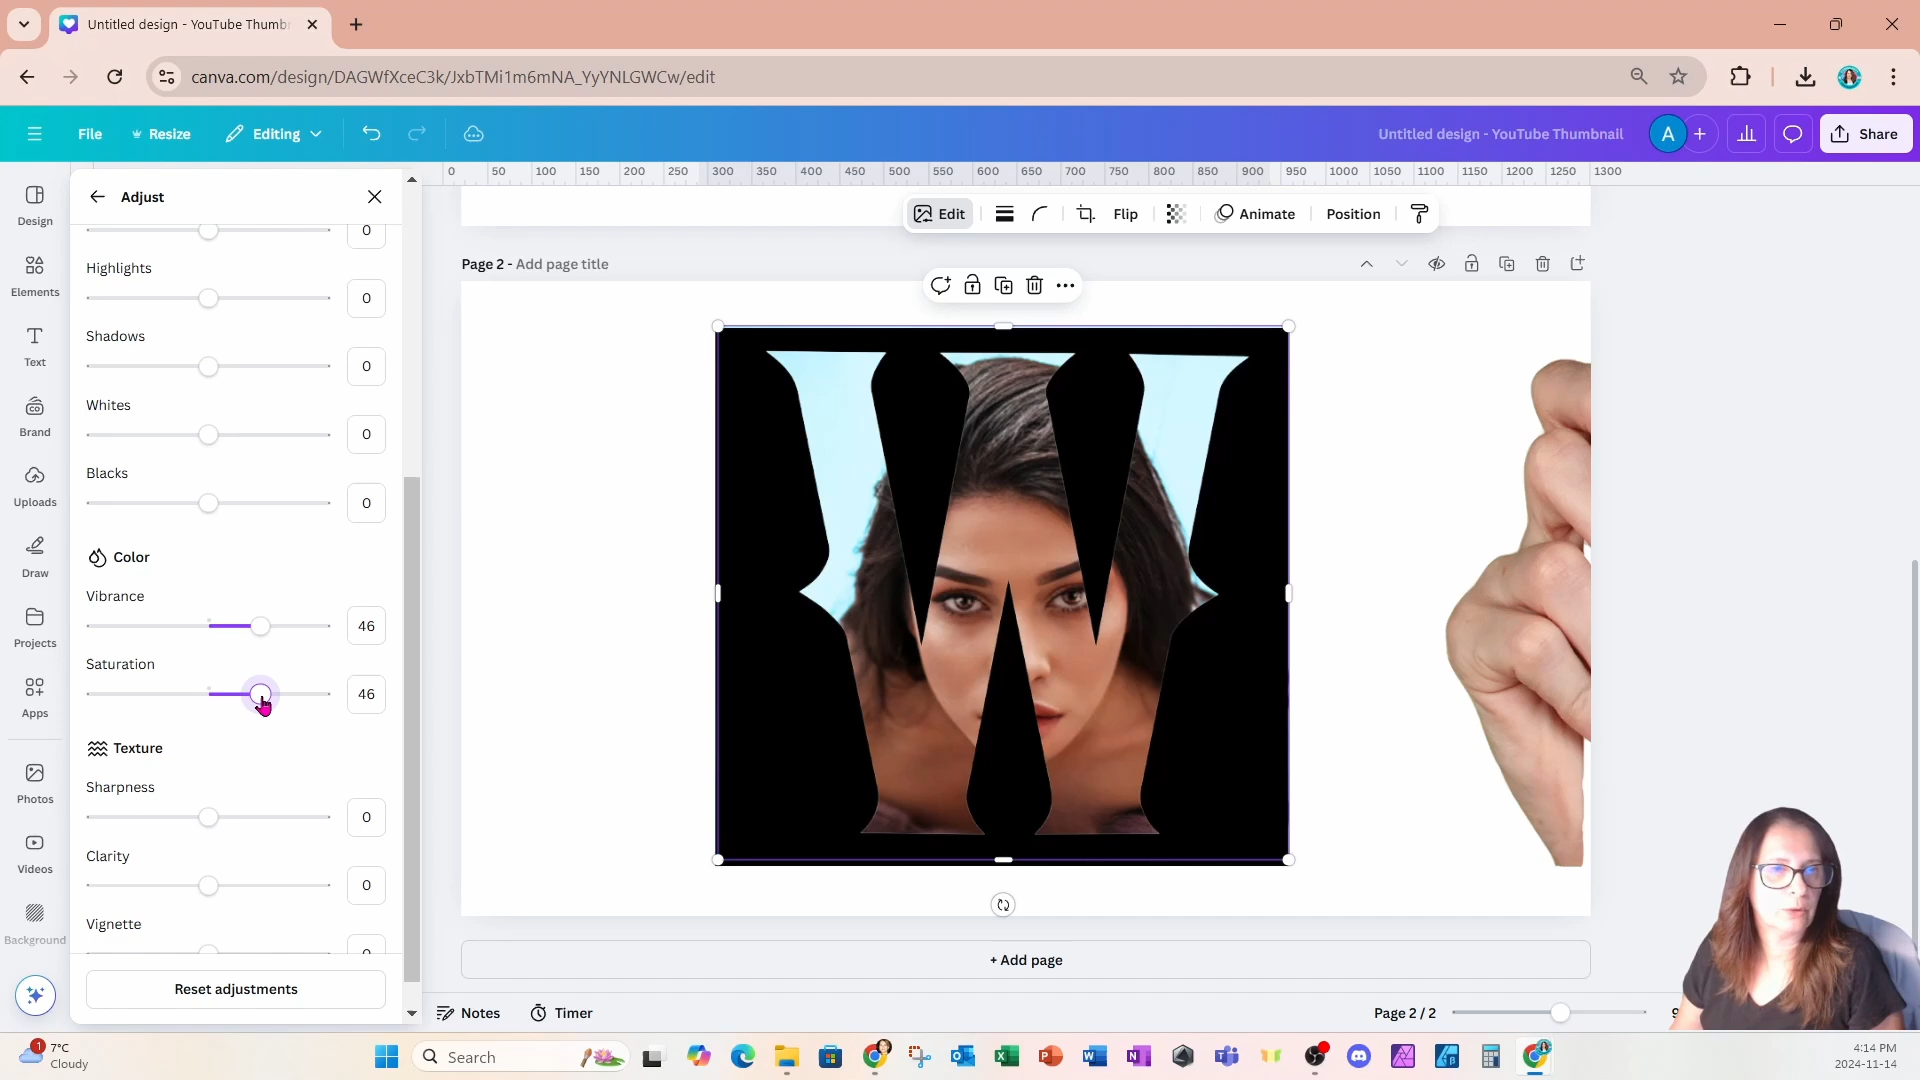 Untitled design - YouTube Thumb
canva.com/design/DAGWfXceC3k/JxbTMi1m6mNA_YyYNLGWCw/edit
File
Resize
Editing
Untitled design - YouTube Thumbnail
A
Share
0 50 100 150 200 250 300 350 400 450 500 550 600 650 700 750 800 850 900 950 1000 1050 1100 1150 1200 1250 1300
Design
Elements
Text
Brand
Uploads
Draw
Projects
Apps
Photos
Videos
Background
Adjust
0
Highlights
0
Shadows
0
Whites
0
Blacks
0
Color
Vibrance
46
Saturation
46
Texture
Sharpness
0
Clarity
0
Vignette
0
Reset adjustments
Edit
Flip
Animate
Position
Page 2 - Add page title
W
+ Add page
Notes
Timer
Page 2 / 2
1
7°C
Cloudy
Search
4:14 PM
2024-11-14